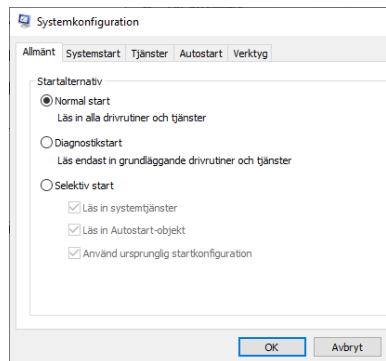 Systemkonfiguration
Allmänt Systemstart Tjänster Autostart Verktyg
Startalternativ
Normal start
Läs in alla drivrutiner och tjänster
Diagnostikstart
Läs endast in grundläggande drivrutiner och tjänster
Selektiv start
Läs in systemtjänster
Läs in Autostart-objekt
Använd ursprunglig startkonfiguration
OK Avbryt